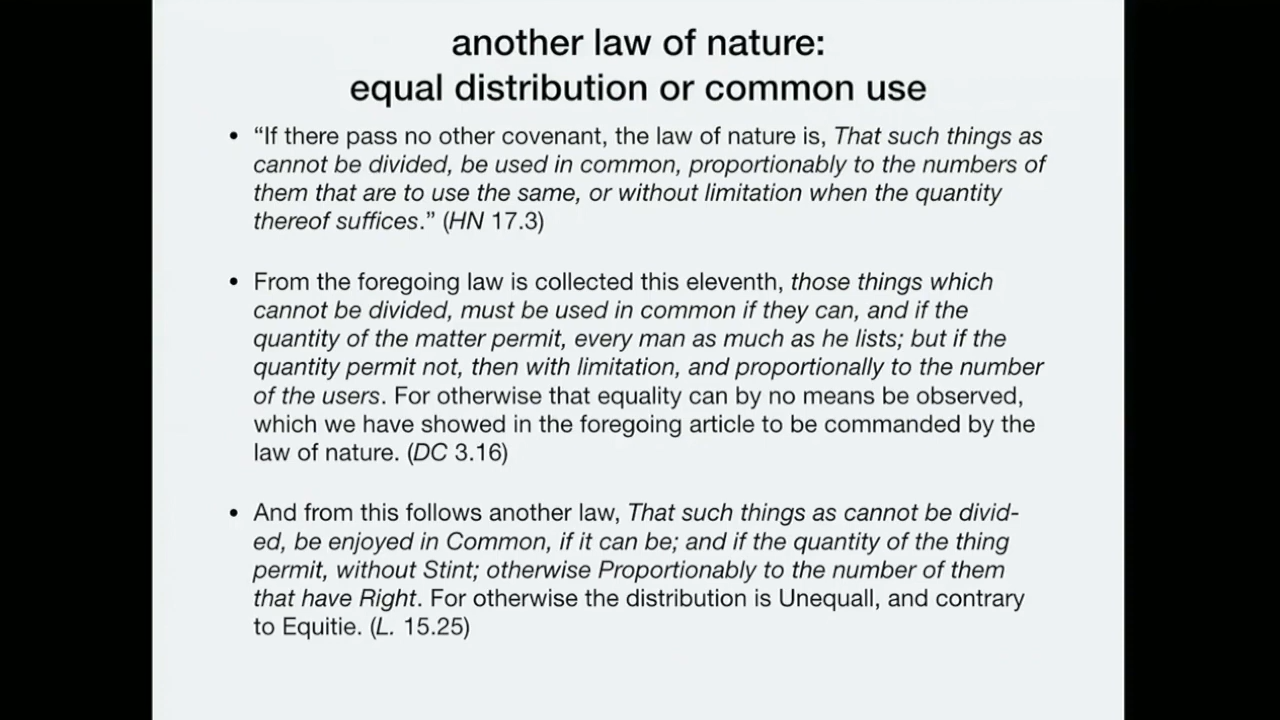 another law of nature:
equal distribution or common use
• “If there pass no other covenant, the law of nature is, That such things as
cannot be divided, be used in common, proportionably to the numbers of
them that are to use the same, or without limitation when the quantity
thereof suffices.” (HN 17.3)
• From the foregoing law is collected this eleventh, those things which
cannot be divided, must be used in common if they can, and if the
quantity of the matter permit, every man as much as he lists; but if the
quantity permit not, then with limitation, and proportionally to the number
of the users. For otherwise that equality can by no means be observed,
which we have showed in the foregoing article to be commanded by the
law of nature. (DC 3.16)
• And from this follows another law, That such things as cannot be divid-
ed, be enjoyed in Common, if it can be; and if the quantity of the thing
permit, without Stint; otherwise Proportionably to the number of them
that have Right. For otherwise the distribution is Unequall, and contrary
to Equitie. (L. 15.25)